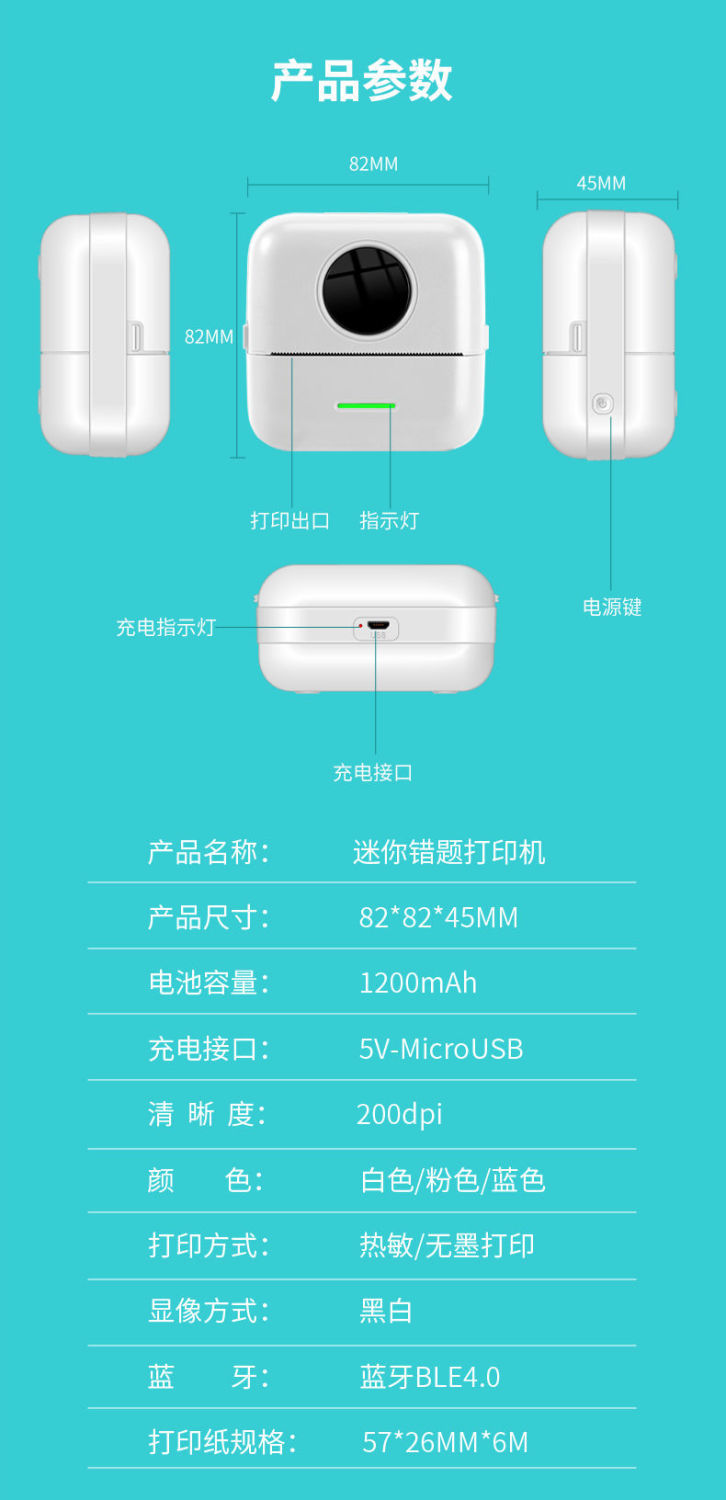 产品参数
82MM
45MM
82MM
打印出口
指示灯
电源键
充电指示灯
USB
充电接口
产品名称： 迷你错题打印机
产品尺寸： 82*82*45MM
电池容量： 1200mAh
充电接口： 5V-MicroUSB
清 晰 度： 200dpi
颜 色： 白色/粉色/蓝色
打印方式： 热敏/无墨打印
显像方式： 黑白
蓝 牙： 蓝牙BLE4.0
打印纸规格： 57*26MM*6M